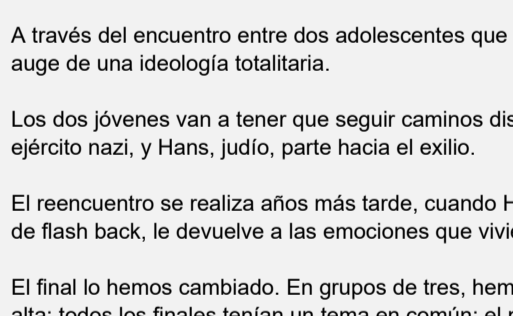 A través del encuentro entre dos adolescentes que
auge de una ideología totalitaria.
Los dos jóvenes van a tener que seguir caminos
ejército nazi, y Hans, judío, parte hacia el exilio.
El reencuentro se realiza años más tarde, cuando
de flash back, le devuelve a las emociones que
El final lo hemos cambiado. En grupos de tres,
alta: todos los finales tenían un tema en común: el